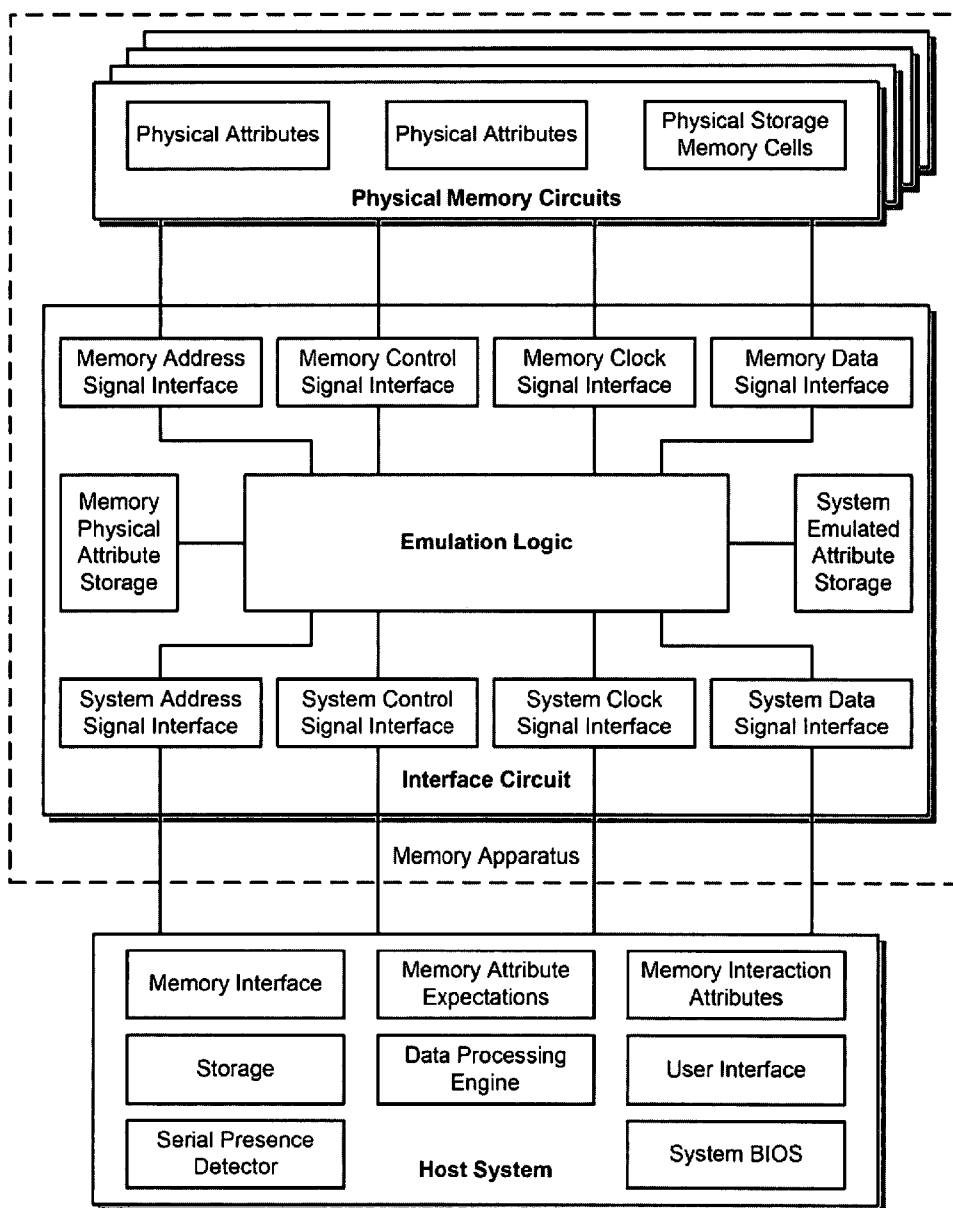 Physical Attributes
Physical Attributes
Physical Storage
Memory Cells
Physical Memory Circuits
Memory Address
Signal Interface
Memory Control
Signal Interface
Memory Clock
Signal Interface
Memory Data
Signal Interface
Memory
Physical
Attribute
Storage
Emulation Logic
System
Emulated
Attribute
Storage
System Address
Signal Interface
System Control
Signal Interface
System Clock
Signal Interface
System Data
Signal Interface
Interface Circuit
Memory Apparatus
Memory Interface
Memory Attribute
Expectations
Memory Interaction
Attributes
Storage
Data Processing
Engine
User Interface
Serial Presence
Detector
Host System
System BIOS